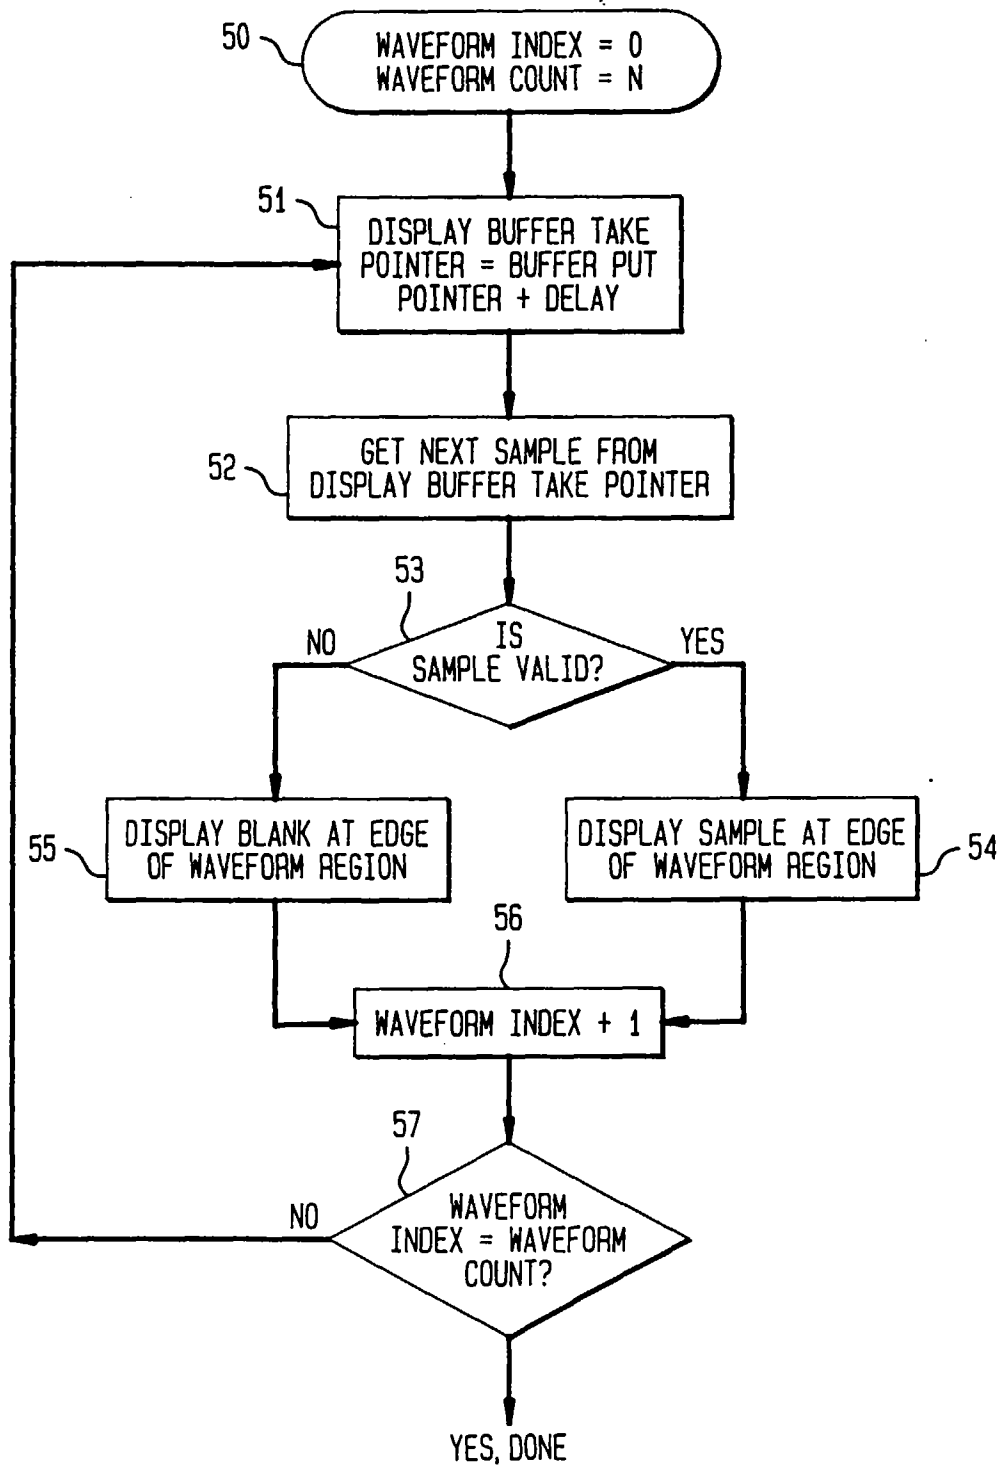 50
WAVEFORM INDEX = 0
WAVEFORM COUNT = N
51
DISPLAY BUFFER TAKE
POINTER = BUFFER PUT
POINTER + DELAY
52
GET NEXT SAMPLE FROM
DISPLAY BUFFER TAKE POINTER
53
IS
SAMPLE VALID?
NO
YES
55
DISPLAY BLANK AT EDGE
OF WAVEFORM REGION
DISPLAY SAMPLE AT EDGE
OF WAVEFORM REGION
54
56
WAVEFORM INDEX + 1
57
WAVEFORM
INDEX = WAVEFORM
COUNT?
NO
YES, DONE